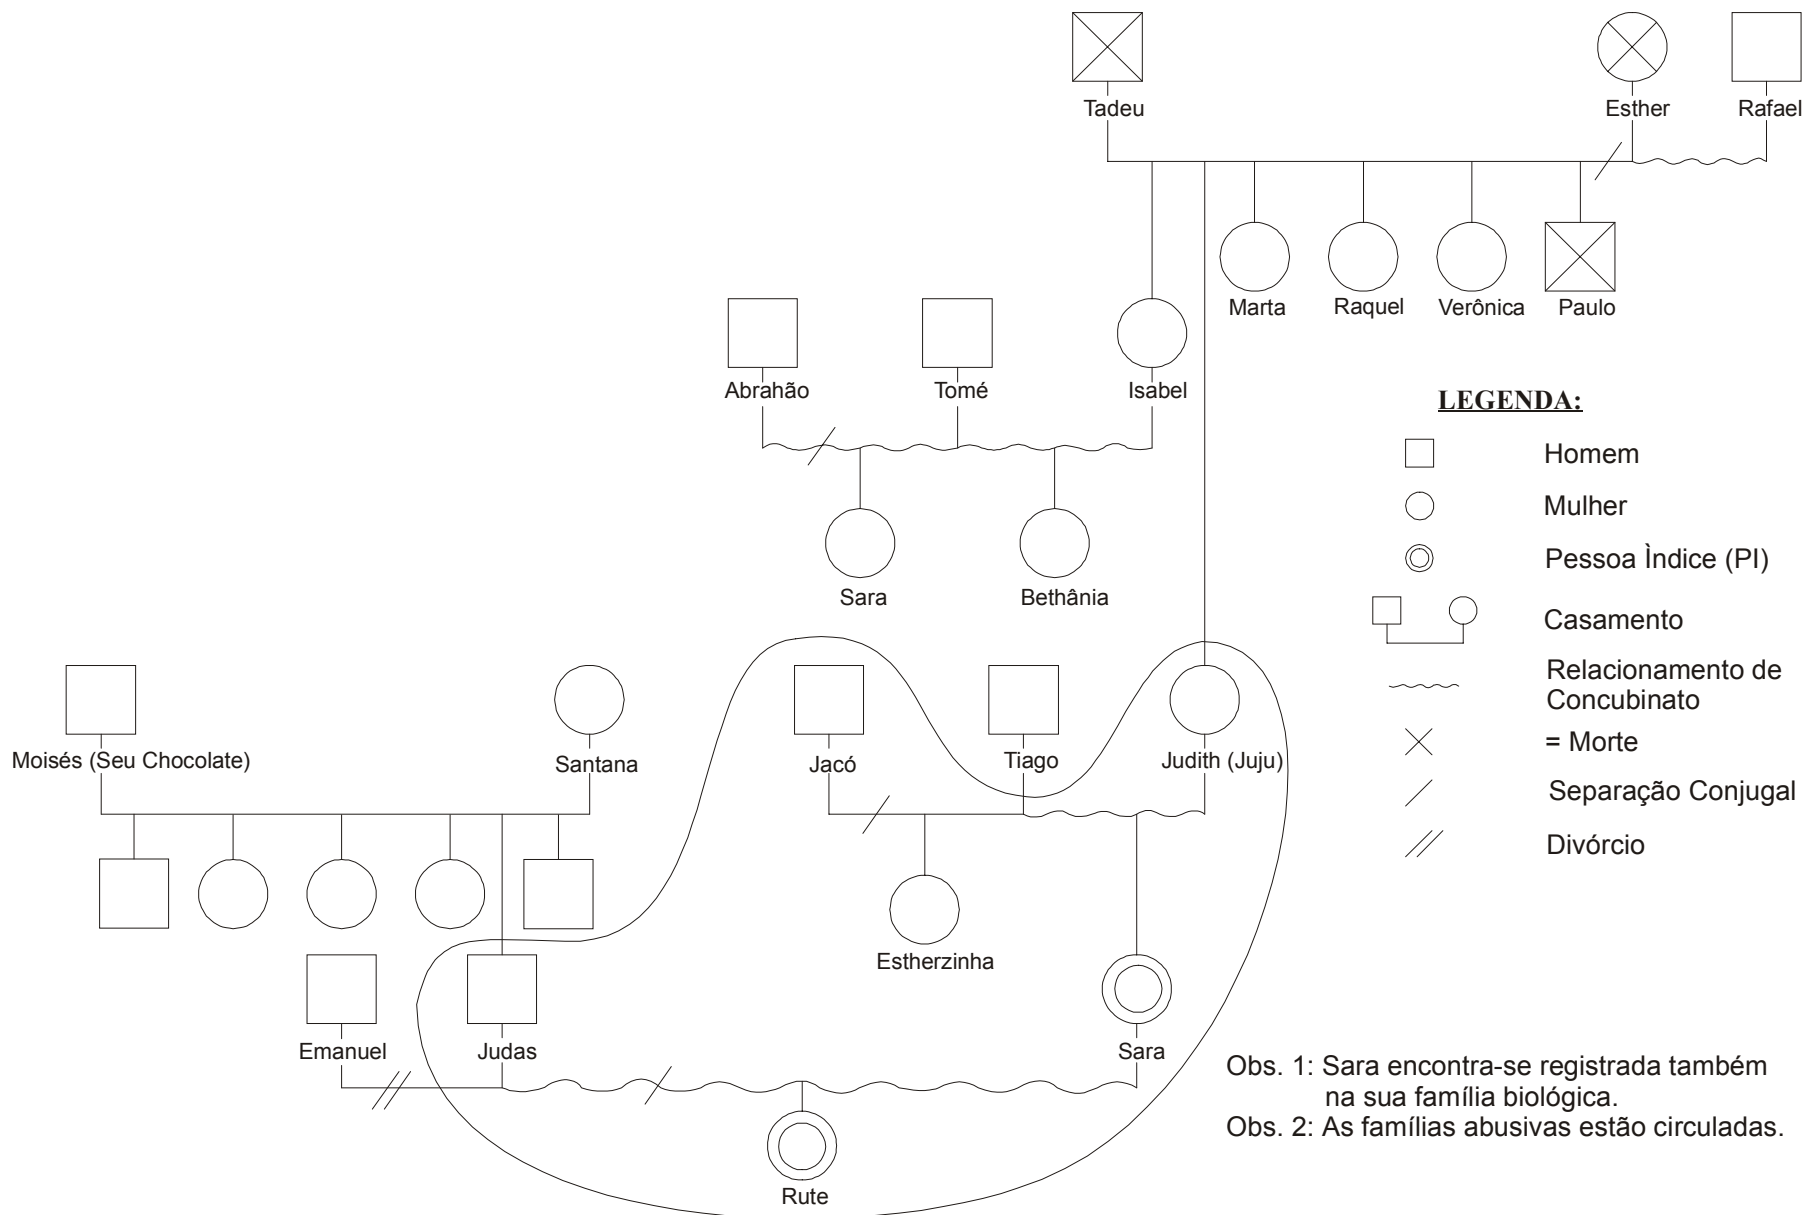 Tadeu
Esther
Rafael
Marta
Raquel
Verônica
Paulo
Abrahão
Tomé
Isabel
Sara
Bethânia
LEGENDA:
Homem
Mulher
Pessoa Ìndice (PI)
Casamento
Relacionamento de
Concubinato
= Morte
Separação Conjugal
Divórcio
Moisés (Seu Chocolate)
Santana
Jacó
Tiago
Judith (Juju)
Estherzinha
Emanuel
Judas
Sara
Rute
Obs. 1: Sara encontra-se registrada também
na sua família biológica.
Obs. 2: As famílias abusivas estão circuladas.